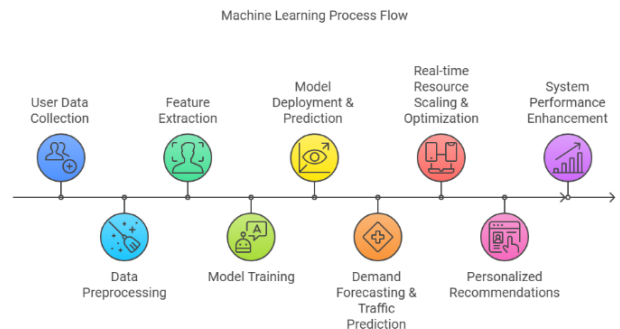 Machine Learning Process Flow
User Data
Collection
Data
Preprocessing
Feature
Extraction
A
Model Training
Model
Deployment &
Prediction
Demand
Forecasting &
Traffic
Prediction
Real-time
Resource
Scaling &
Optimization
Personalized
Recommendations
System
Performance
Enhancement